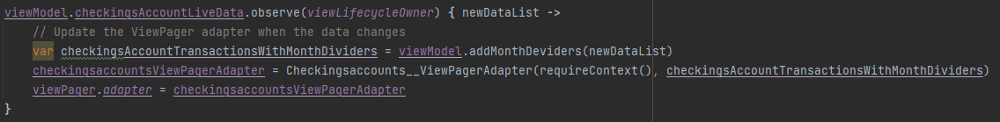 viewModel.checkingsAccountLiveData.observe(viewLifecycleOwner) { newDataList ->
// Update the ViewPager adapter when the data changes
var checkingsAccountTransactionsWithMonthDividers = viewModel.addMonthDeviders(newDataList)
checkingsaccountsViewPagerAdapter = Checkingsaccounts__ViewPagerAdapter(requireContext(), checkingsAccountTransactionsWithMonthDividers)
viewPager.adapter = checkingsaccountsViewPagerAdapter
}